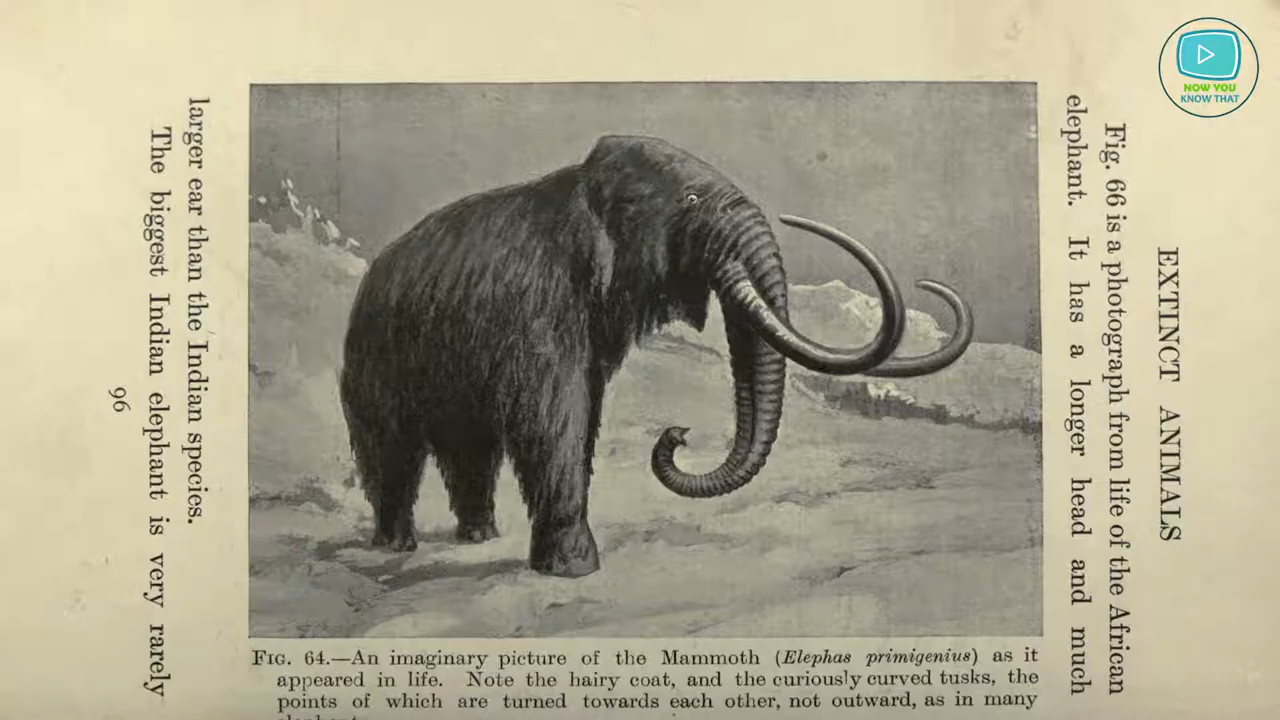 EXTINCT ANIMALS
Fig. 66 is a photograph from life of the African
elephant. It has a longer head and much
FIG. 64.—An imaginary picture of the Mammoth (Elephas primigenius) as it
appeared in life. Note the hairy coat, and the curiously curved tusks, the
points of which are turned towards each other, not outward, as in many
larger ear than the Indian species.
The biggest Indian elephant is very rarely
96
NOW YOU
KNOW THAT